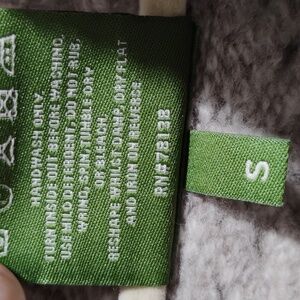 HANDWASH ONLY.
TURN INSIDE OUT BEFORE WASHING.
USE MILD DETERGENT. DO NOT RUB,
WRING, SPIN, TUMBLE DRY
OR BLEACH.
RESHAPE WHILST DAMP. DRY FLAT
AND IRON ON REVERSE
RN#78138
S